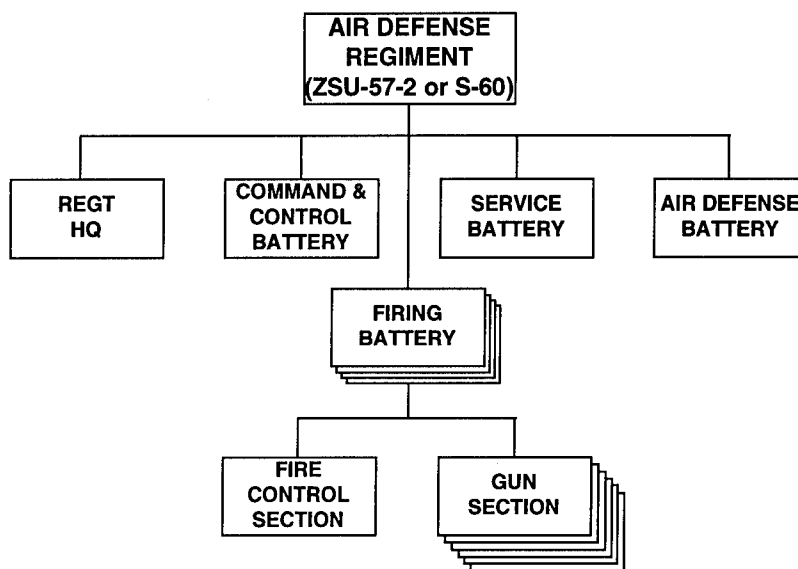 AIR DEFENSE
REGIMENT
(ZSU-57-2 or S-60)
REGT
HQ
COMMAND &
CONTROL
BATTERY
SERVICE
BATTERY
AIR DEFENSE
BATTERY
FIRING
BATTERY
FIRE
CONTROL
SECTION
GUN
SECTION